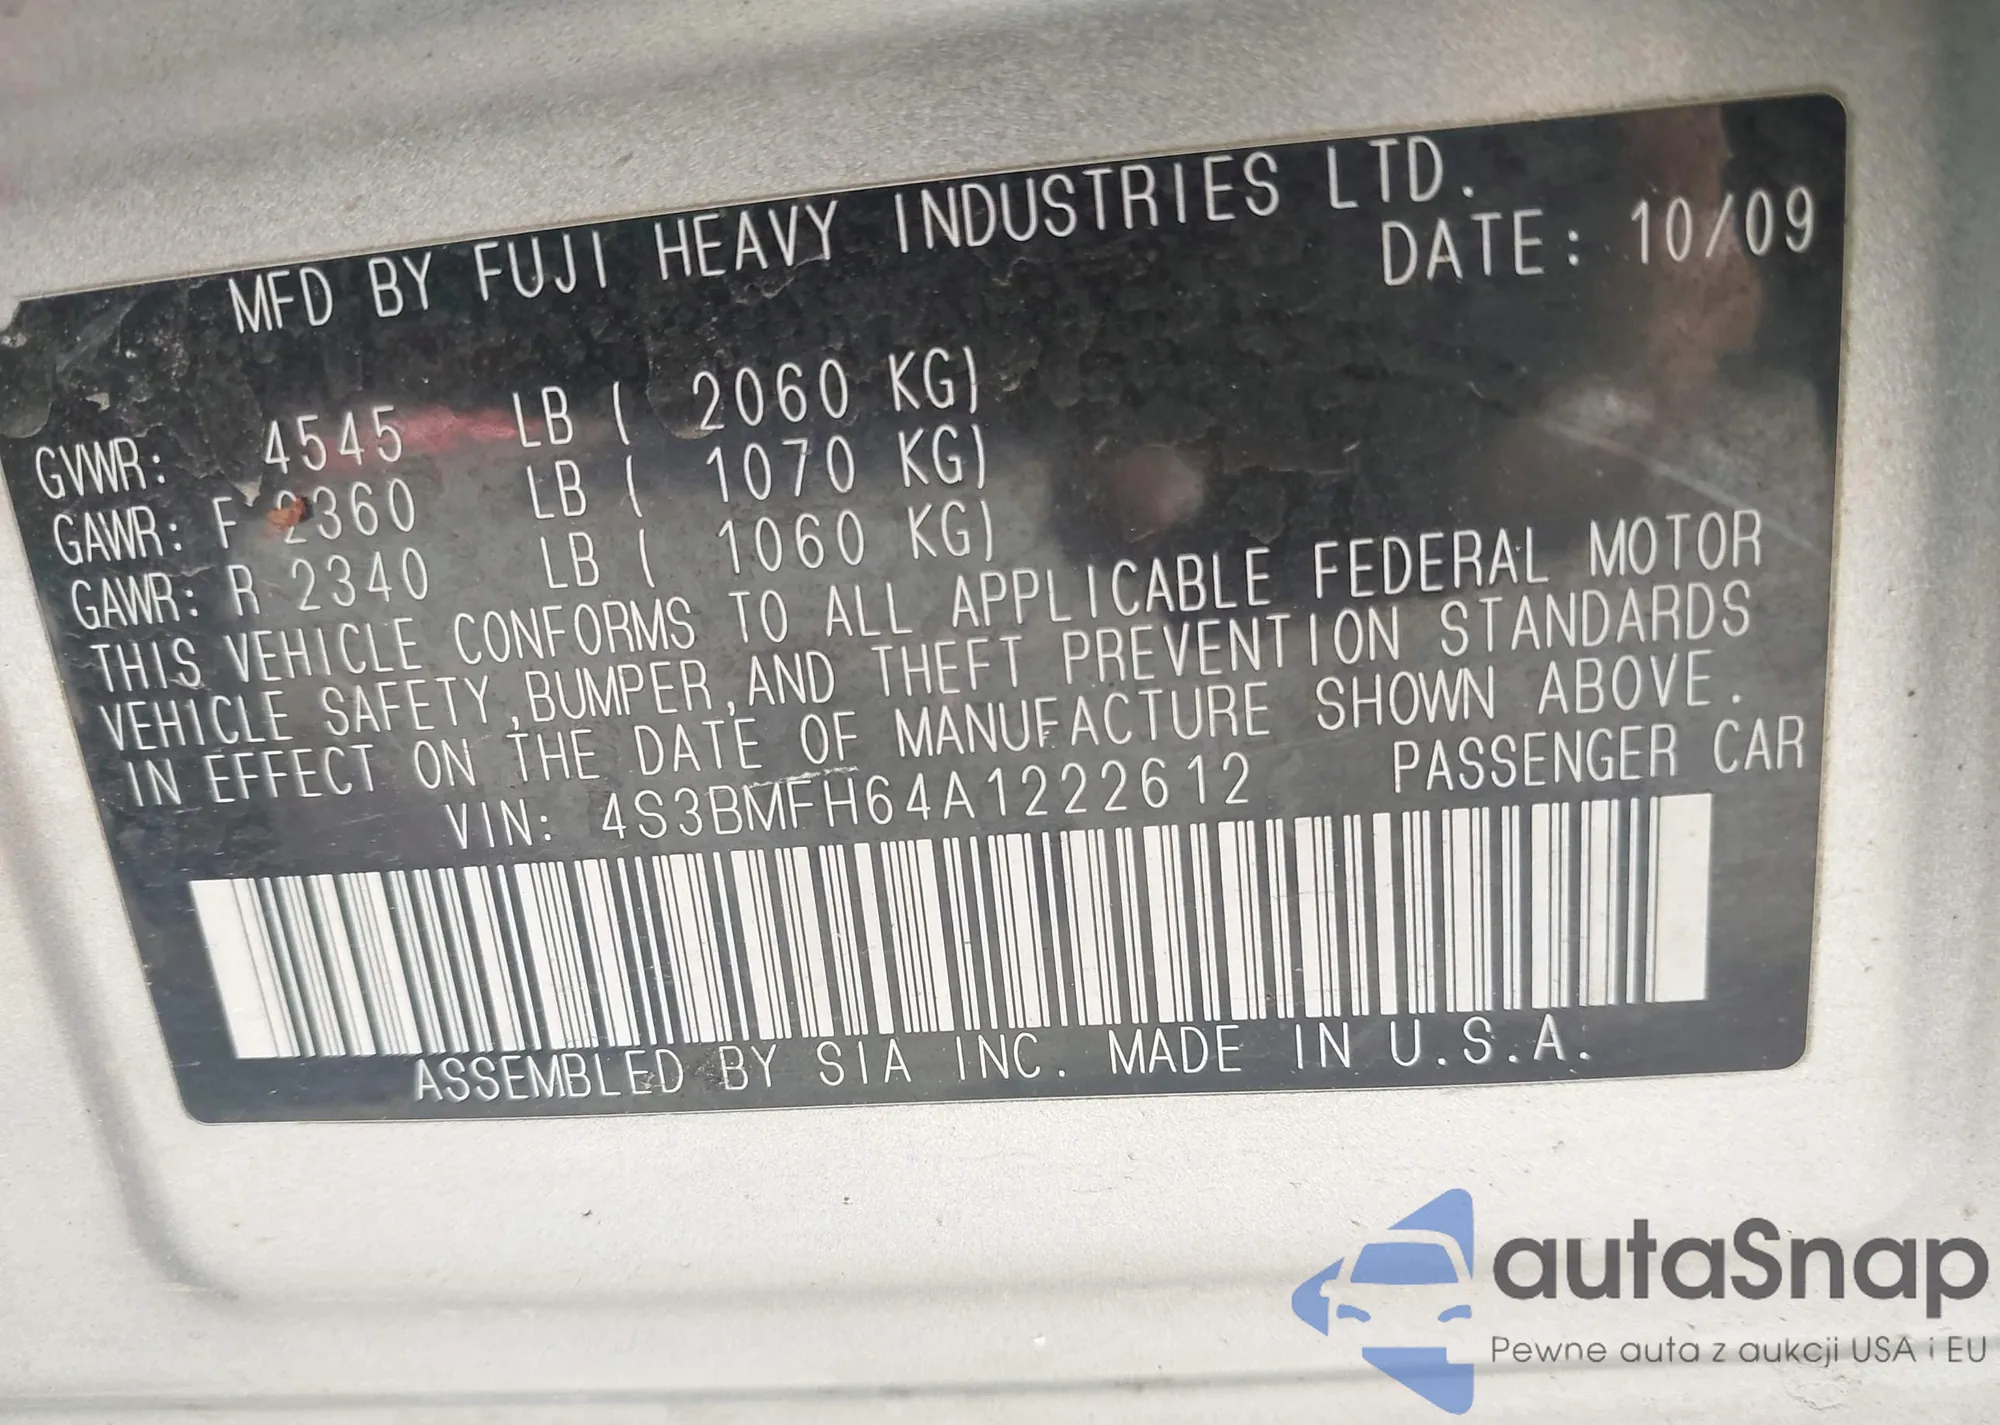 MFD BY FUJI HEAVY INDUSTRIES LTD.
DATE: 10/09
GVWR: 4545 LB ( 2060 KG)
GAWR: F 2360 LB ( 1070 KG)
GAWR: R 2340 LB ( 1060 KG)
THIS VEHICLE CONFORMS TO ALL APPLICABLE FEDERAL MOTOR
VEHICLE SAFETY,BUMPER,AND THEFT PREVENTION STANDARDS
IN EFFECT ON THE DATE OF MANUFACTURE SHOWN ABOVE.
VIN: 4S3BMFH64A1222612 PASSENGER CAR
ASSEMBLED BY SIA INC. MADE IN U.S.A.
autaSnap
Pewne auta z aukcji USA i EU